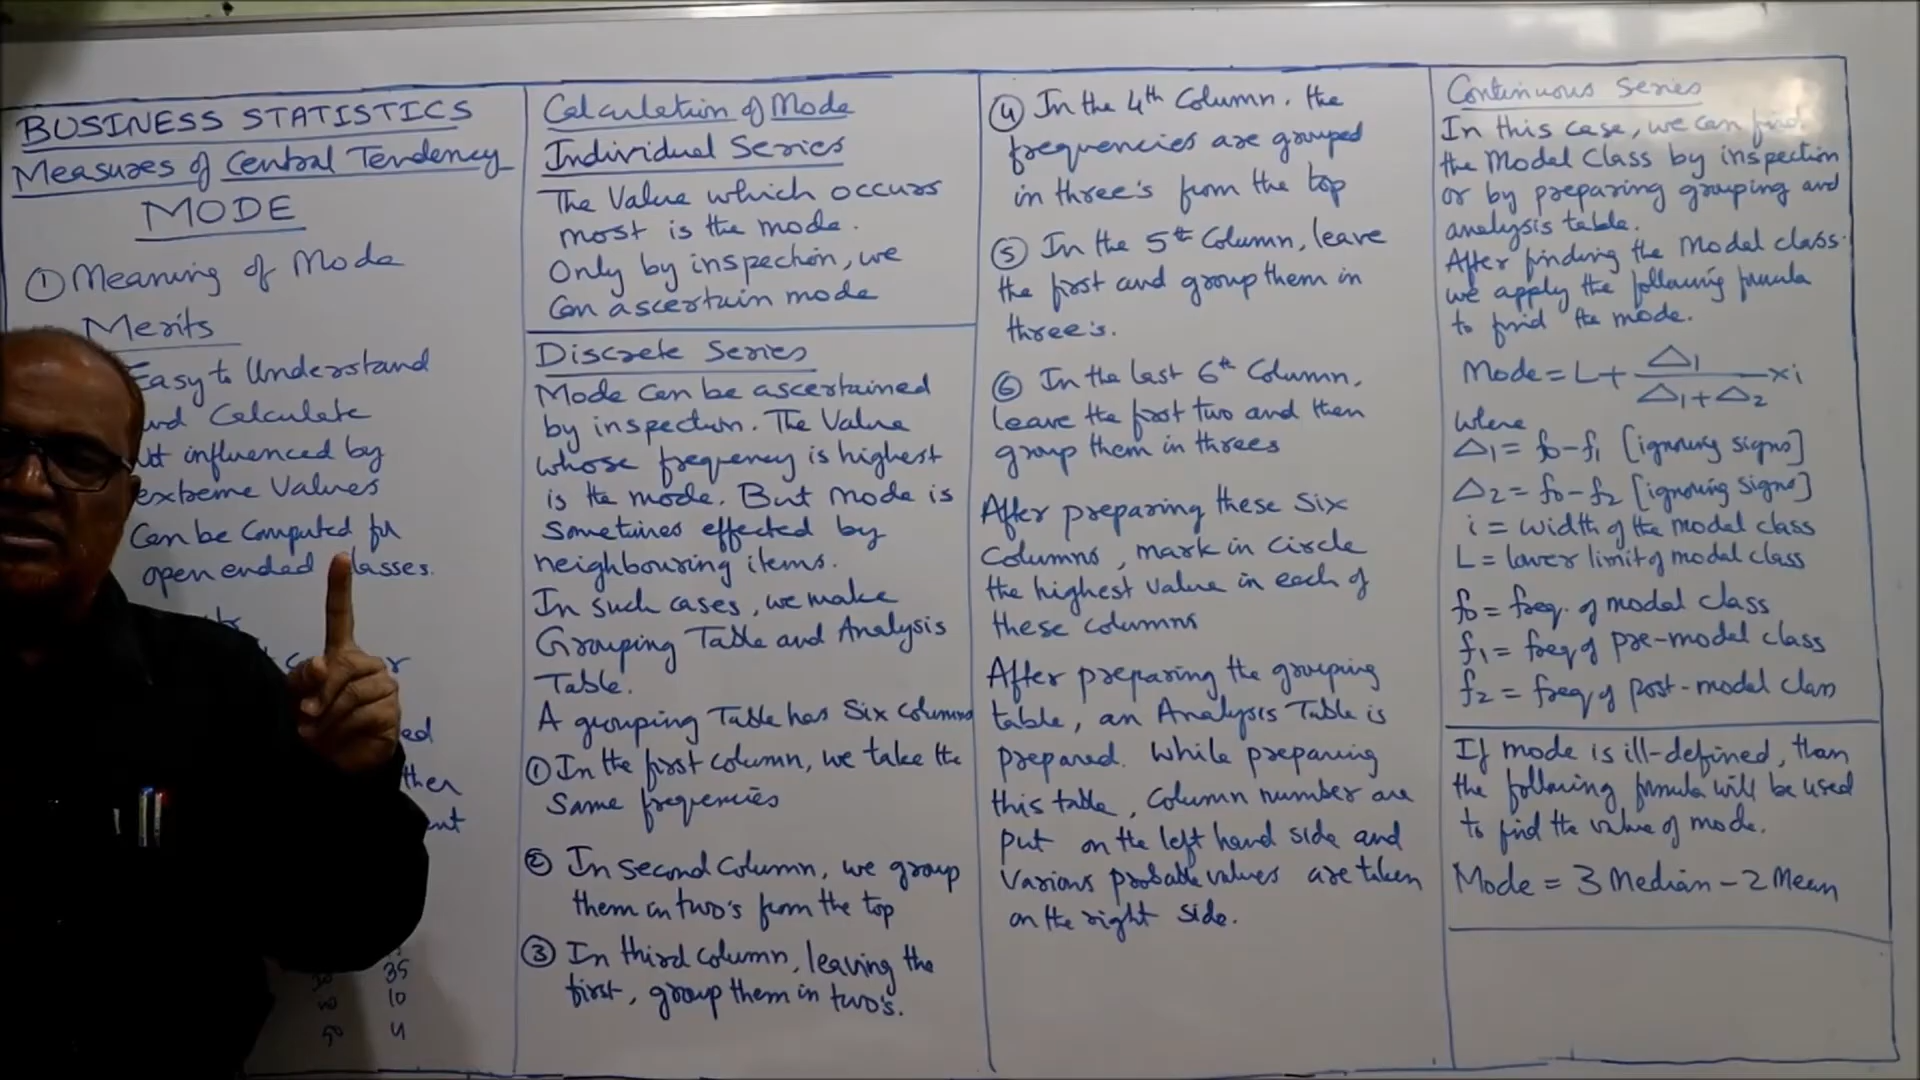 BUSINESS STATISTICS
Measures of Central Tendency
MODE
① Meaning of Mode
Merits
Easy to Understand
and Calculate
influenced by
extreme Values
Can be Computed for
open ended classes.
ed
ther
35
10
50 4
Calculation of Mode
Individual Series
The Value which occurs
most is the mode.
Only by inspection, we
Can ascertain mode
Discrete Series
Mode Can be ascertained
by inspection. The Value
whose frequency is highest
is the mode. But mode is
Sometimes effected by
neighbouring items.
In such cases, we make
Grouping Table and Analysis
Table.
A grouping Table has Six Columns
① In the first column, we take the
Same frequencies
② In Second Column, we group
them in two's from the top
③ In third Column, leaving the
first, group them in two's.
④ In the 4th Column, the
frequencies are grouped
in three's from the top
⑤ In the 5th Column, leave
the first and group them in
three's.
⑥ In the last 6th Column,
leave the first two and then
group them in threes
After preparing these Six
Columns, mark in circle
the highest value in each of
these columns
After preparing the grouping
table, an Analysis Table is
prepared. While preparing
this table, Column number are
put on the left hand side and
Various probable values are taken
on the right side.
Continuous Series
In this case, we can find
the Modal Class by inspection
or by preparing grouping and
analysis table.
After finding the Modal class
we apply the following formula
to find the mode.
Mode = L + Δ1 / Δ1 + Δ2 × i
where
Δ1 = f0 - f1 [ignoring signs]
Δ2 = f0 - f2 [ignoring signs]
i = width of the modal class
L = lower limit of modal class
f0 = freq. of modal class
f1 = freq of pre-modal class
f2 = freq of post-modal class
If mode is ill-defined, than
the following formula will be used
to find the value of mode.
Mode = 3 Median - 2 Mean